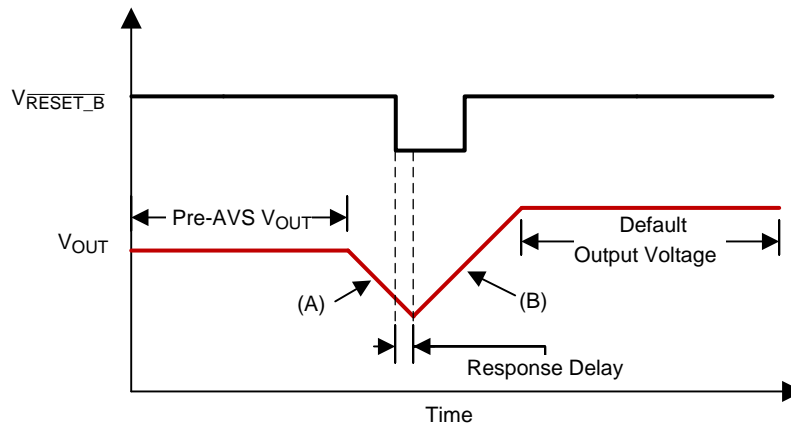 V_RESET_B
Pre-AVS V_OUT
Default
Output Voltage
V_OUT
(A)
(B)
Response Delay
Time